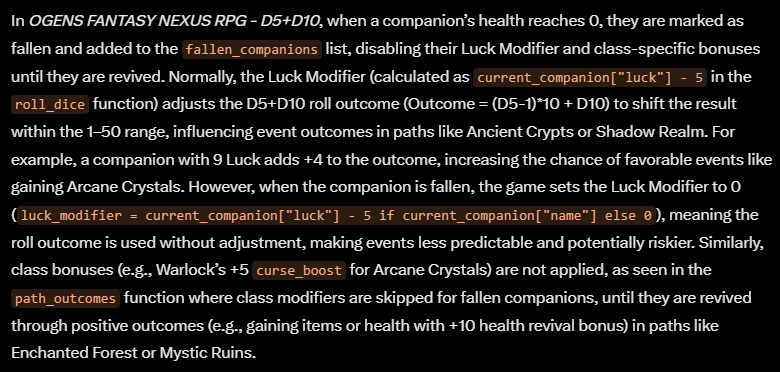 In OGENS FANTASY NEXUS RPG - D5+D10, when a companion's health reaches 0, they are marked as
fallen and added to the fallen_companions list, disabling their Luck Modifier and class-specific bonuses
until they are revived. Normally, the Luck Modifier (calculated as current_companion["luck"] - 5 in the
roll_dice function) adjusts the D5+D10 roll outcome (Outcome = (D5-1)*10 + D10) to shift the result
within the 1–50 range, influencing event outcomes in paths like Ancient Crypts or Shadow Realm. For
example, a companion with 9 Luck adds +4 to the outcome, increasing the chance of favorable events like
gaining Arcane Crystals. However, when the companion is fallen, the game sets the Luck Modifier to 0
(luck_modifier = current_companion["luck"] - 5 if current_companion["name"] else 0), meaning the
roll outcome is used without adjustment, making events less predictable and potentially riskier. Similarly,
class bonuses (e.g., Warlock's +5 curse_boost for Arcane Crystals) are not applied, as seen in the
path_outcomes function where class modifiers are skipped for fallen companions, until they are revived
through positive outcomes (e.g., gaining items or health with +10 health revival bonus) in paths like
Enchanted Forest or Mystic Ruins.